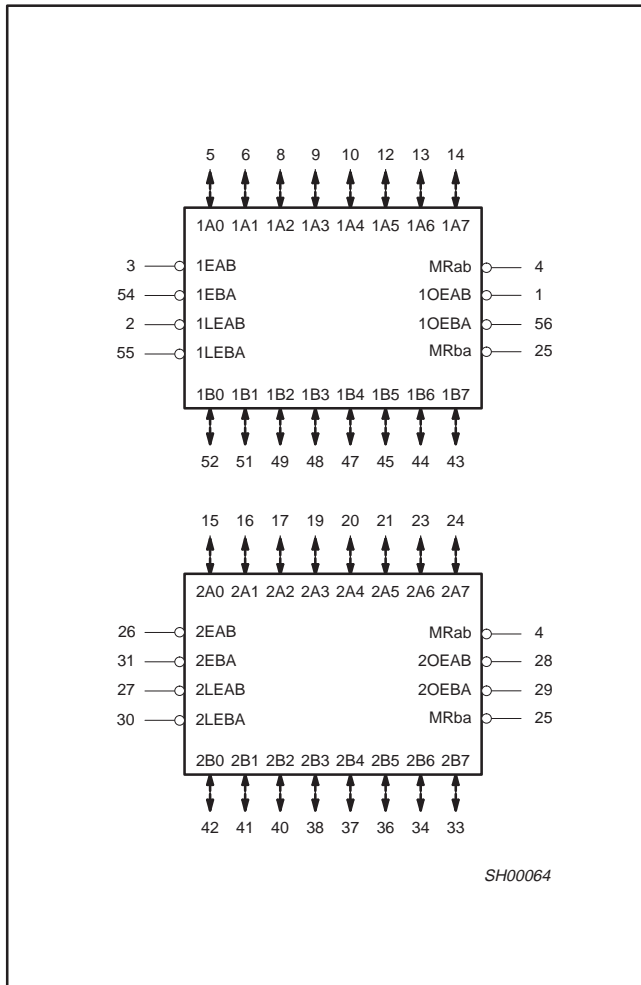 5 6 8 9 10 12 13 14
1A0 1A1 1A2 1A3 1A4 1A5 1A6 1A7
3 1EAB MRab 4
54 1EBA 1OEAB 1
2 1LEAB 1OEBA 56
55 1LEBA MRba 25
1B0 1B1 1B2 1B3 1B4 1B5 1B6 1B7
52 51 49 48 47 45 44 43
15 16 17 19 20 21 23 24
2A0 2A1 2A2 2A3 2A4 2A5 2A6 2A7
26 2EAB MRab 4
31 2EBA 2OEAB 28
27 2LEAB 2OEBA 29
30 2LEBA MRba 25
2B0 2B1 2B2 2B3 2B4 2B5 2B6 2B7
42 41 40 38 37 36 34 33
SH00064